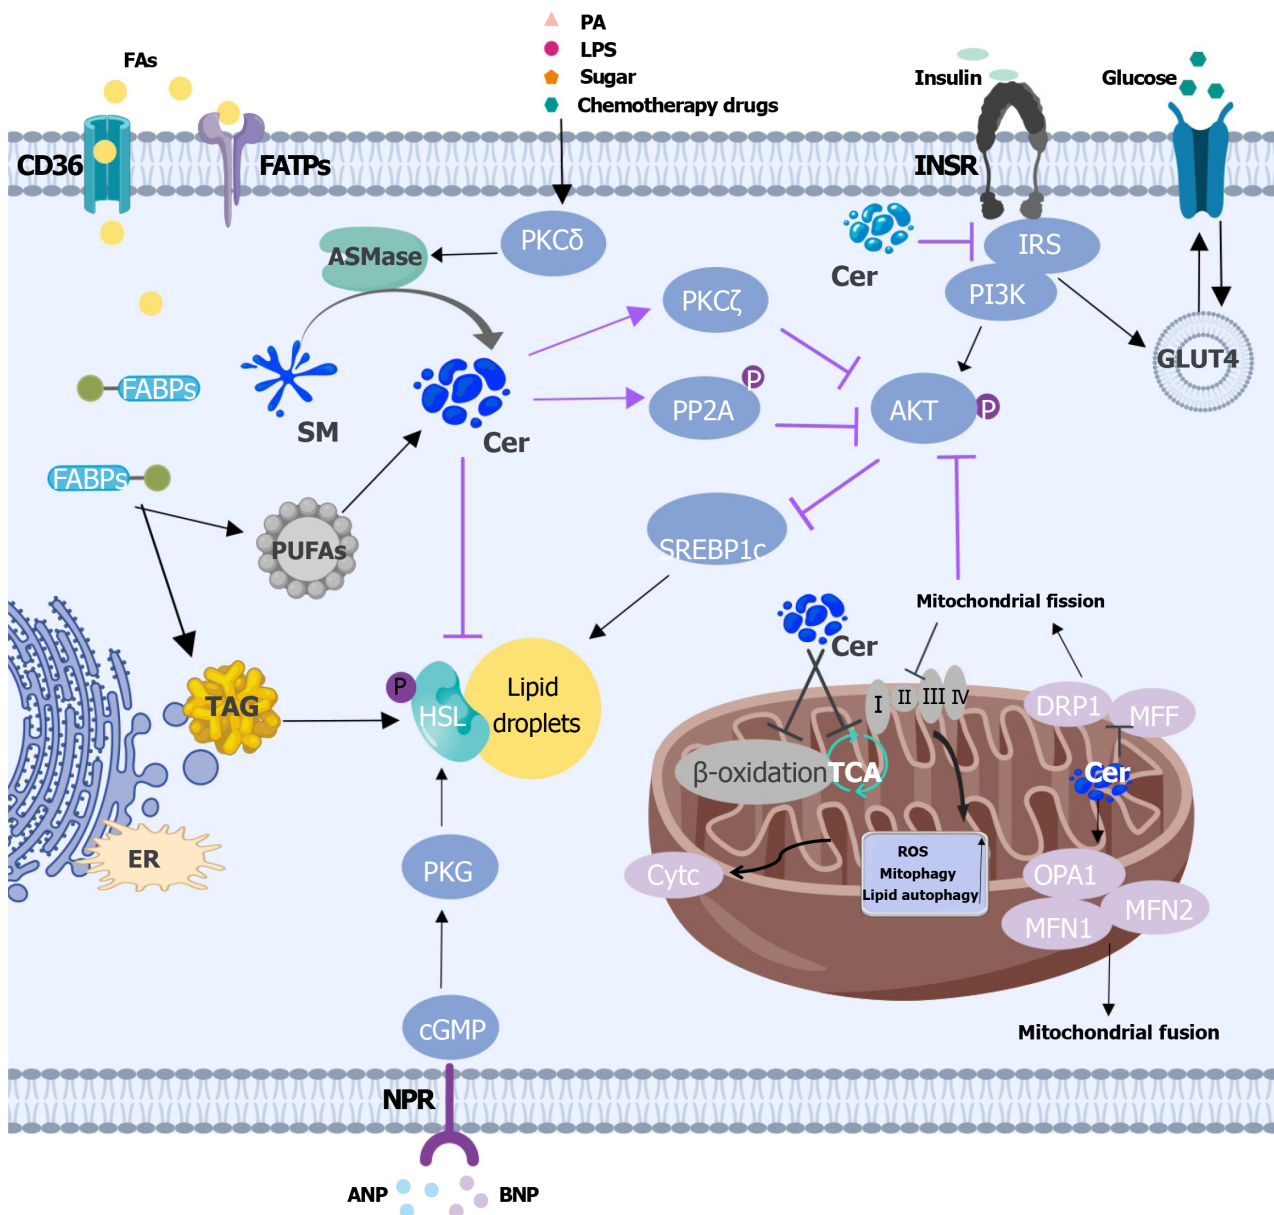 PA
LPS
Sugar
Chemotherapy drugs
FAs
Insulin
Glucose
CD36
FATPs
INSR
PKCδ
ASMase
Cer
IRS
PI3K
PKCζ
GLUT4
FABPs
SM
Cer
PP2A
P
AKT
P
FABPs
PUFAs
SREBP1c
Mitochondrial fission
Cer
P
HSL
Lipid
droplets
TAG
I
II
III
IV
DRP1
MFF
β-oxidation
TCA
Cer
ER
PKG
Cytc
ROS
Mitophagy
Lipid autophagy
OPA1
MFN1
MFN2
cGMP
Mitochondrial fusion
NPR
ANP
BNP